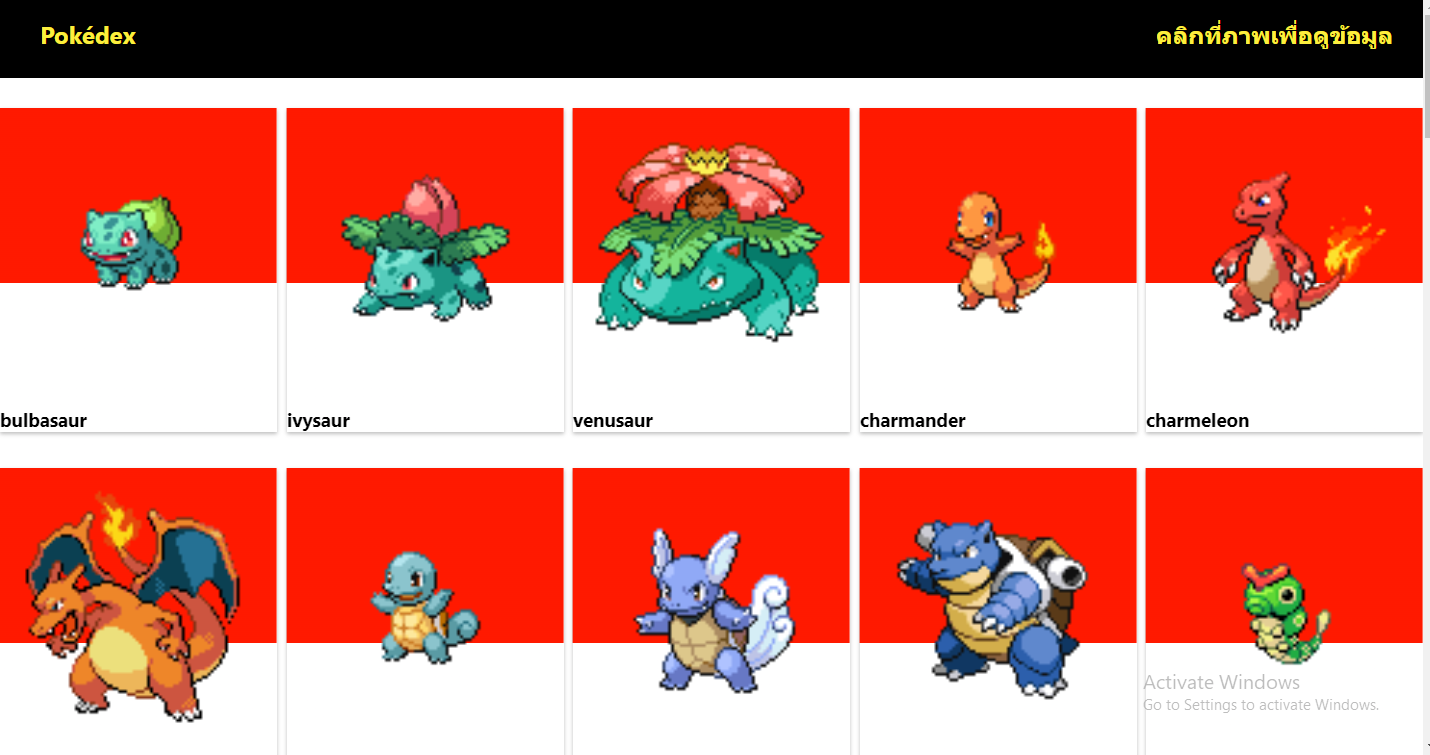 Pokédex
คลิกที่ภาพเพื่อดูข้อมูล
bulbasaur
ivysaur
venusaur
charmander
charmeleon
Activate Windows
Go to Settings to activate Windows.